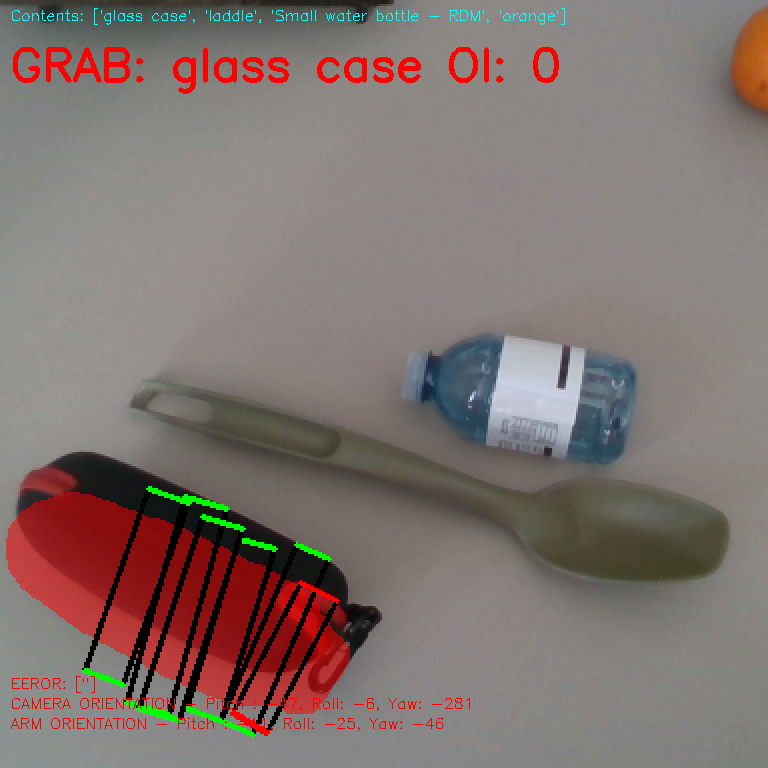 Contents: ['glass case', 'laddle', 'Small water bottle – RDM', 'orange']
GRAB: glass case OI: 0
EEROR: ['']
CAMERA ORIENTATION – Pitch : Roll: -6, Yaw: -281
ARM ORIENTATION – Pitch : Roll: -25, Yaw: -46